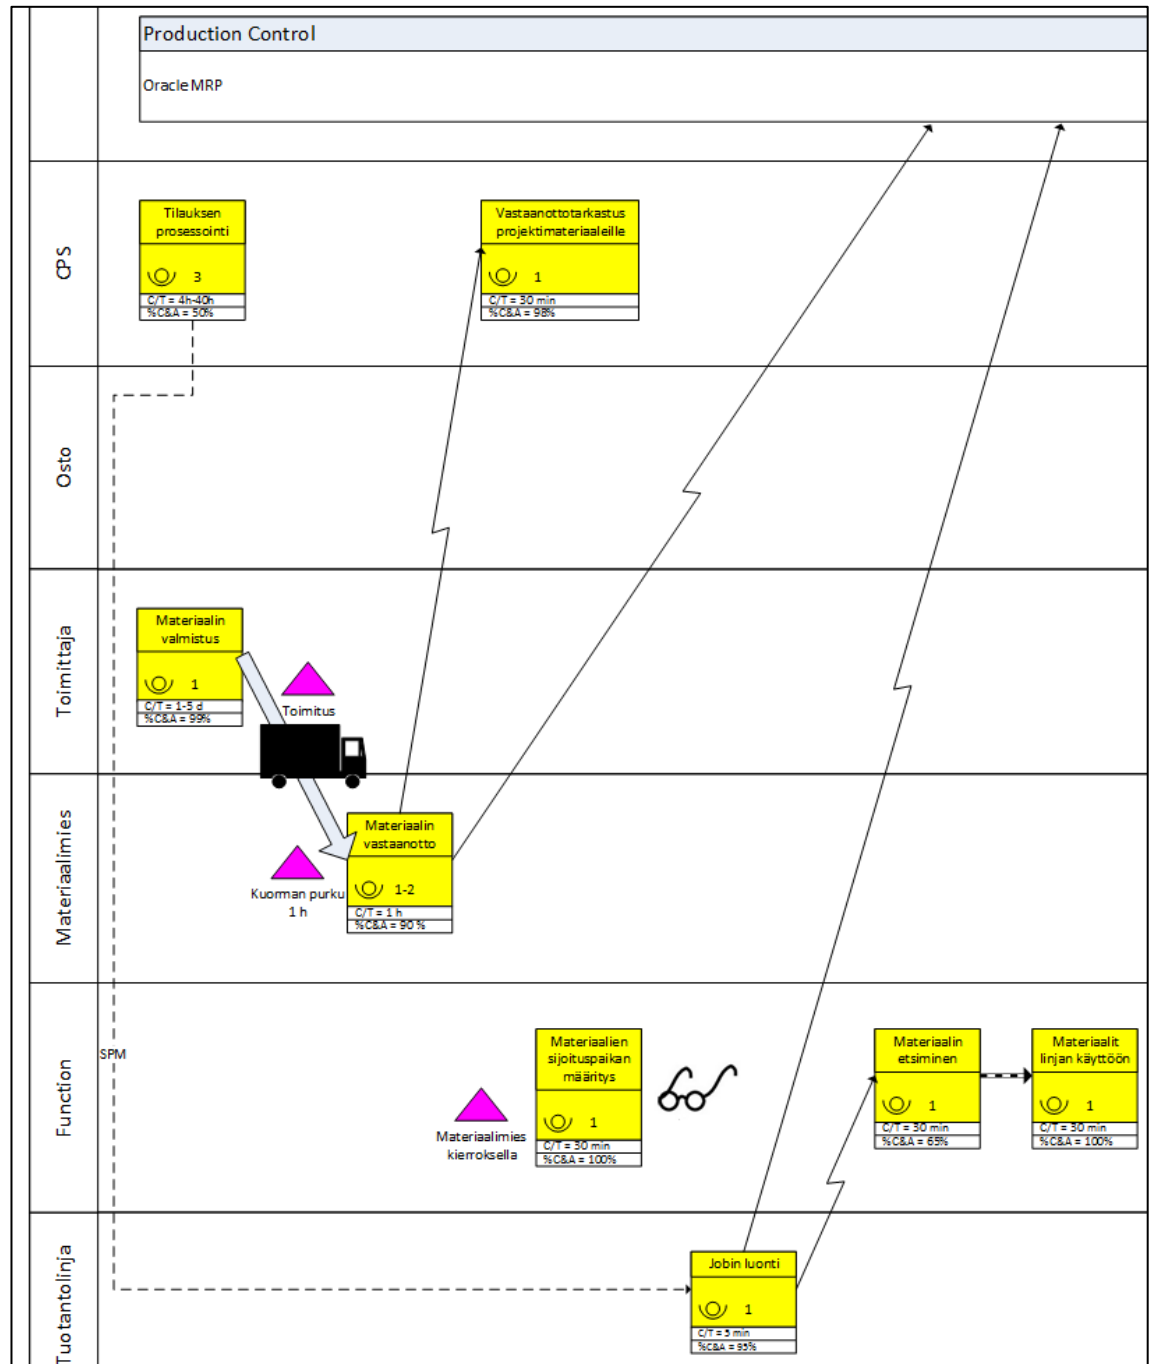 Production Control
Oracle MRP
CPS
Tilauksen
prosessointi
3
C/T = 4h-40h
%C&A = 50%
Vastaanottotarkastus
projektimateriaaleille
1
C/T = 30 min
%C&A = 98%
Osto
Toimittaja
Materiaalin
valmistus
1
C/T = 1-5 d
%C&A = 99%
Toimitus
Materiaalimies
Materiaalin
vastaanotto
1-2
C/T = 1 h
%C&A = 90 %
Kuorman purku
1 h
Function
SPM
Materiaalimies
kierroksella
Materiaalien
sijoituspaikan
määritys
1
C/T = 30 min
%C&A = 100%
Materiaalin
etsiminen
1
C/T = 30 min
%C&A = 65%
Materiaalit
linjan käyttöön
1
C/T = 30 min
%C&A = 100%
Tuotantolinja
Jobin luonti
1
C/T = 5 min
%C&A = 95%